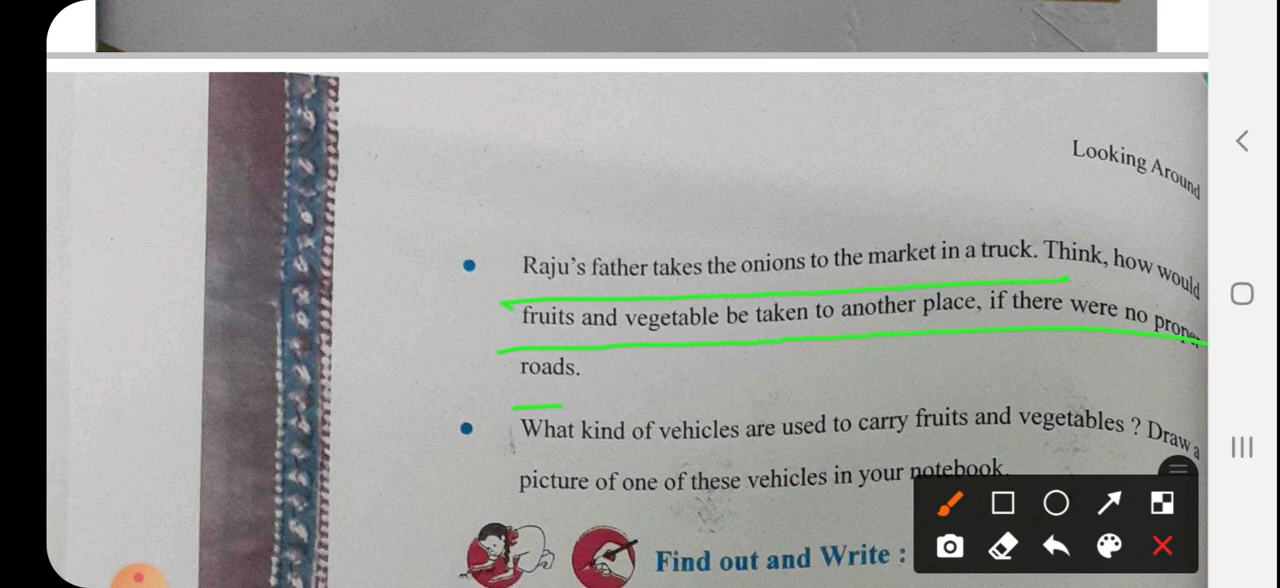 Looking Around
Raju's father takes the onions to the market in a truck. Think, how would
fruits and vegetable be taken to another place, if there were no proper
roads.
What kind of vehicles are used to carry fruits and vegetables ? Draw a
picture of one of these vehicles in your notebook.
Find out and Write :